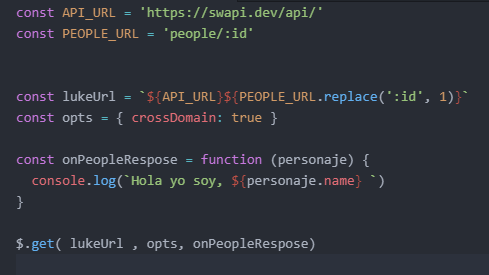 const API_URL = 'https://swapi.dev/api/'
const PEOPLE_URL = 'people/:id'
const lukeUrl = `${API_URL}${PEOPLE_URL.replace(':id', 1)}`
const opts = { crossDomain: true }
const onPeopleRespose = function (personaje) {
console.log(`Hola yo soy, ${personaje.name} `)
}
$.get( lukeUrl , opts, onPeopleRespose)